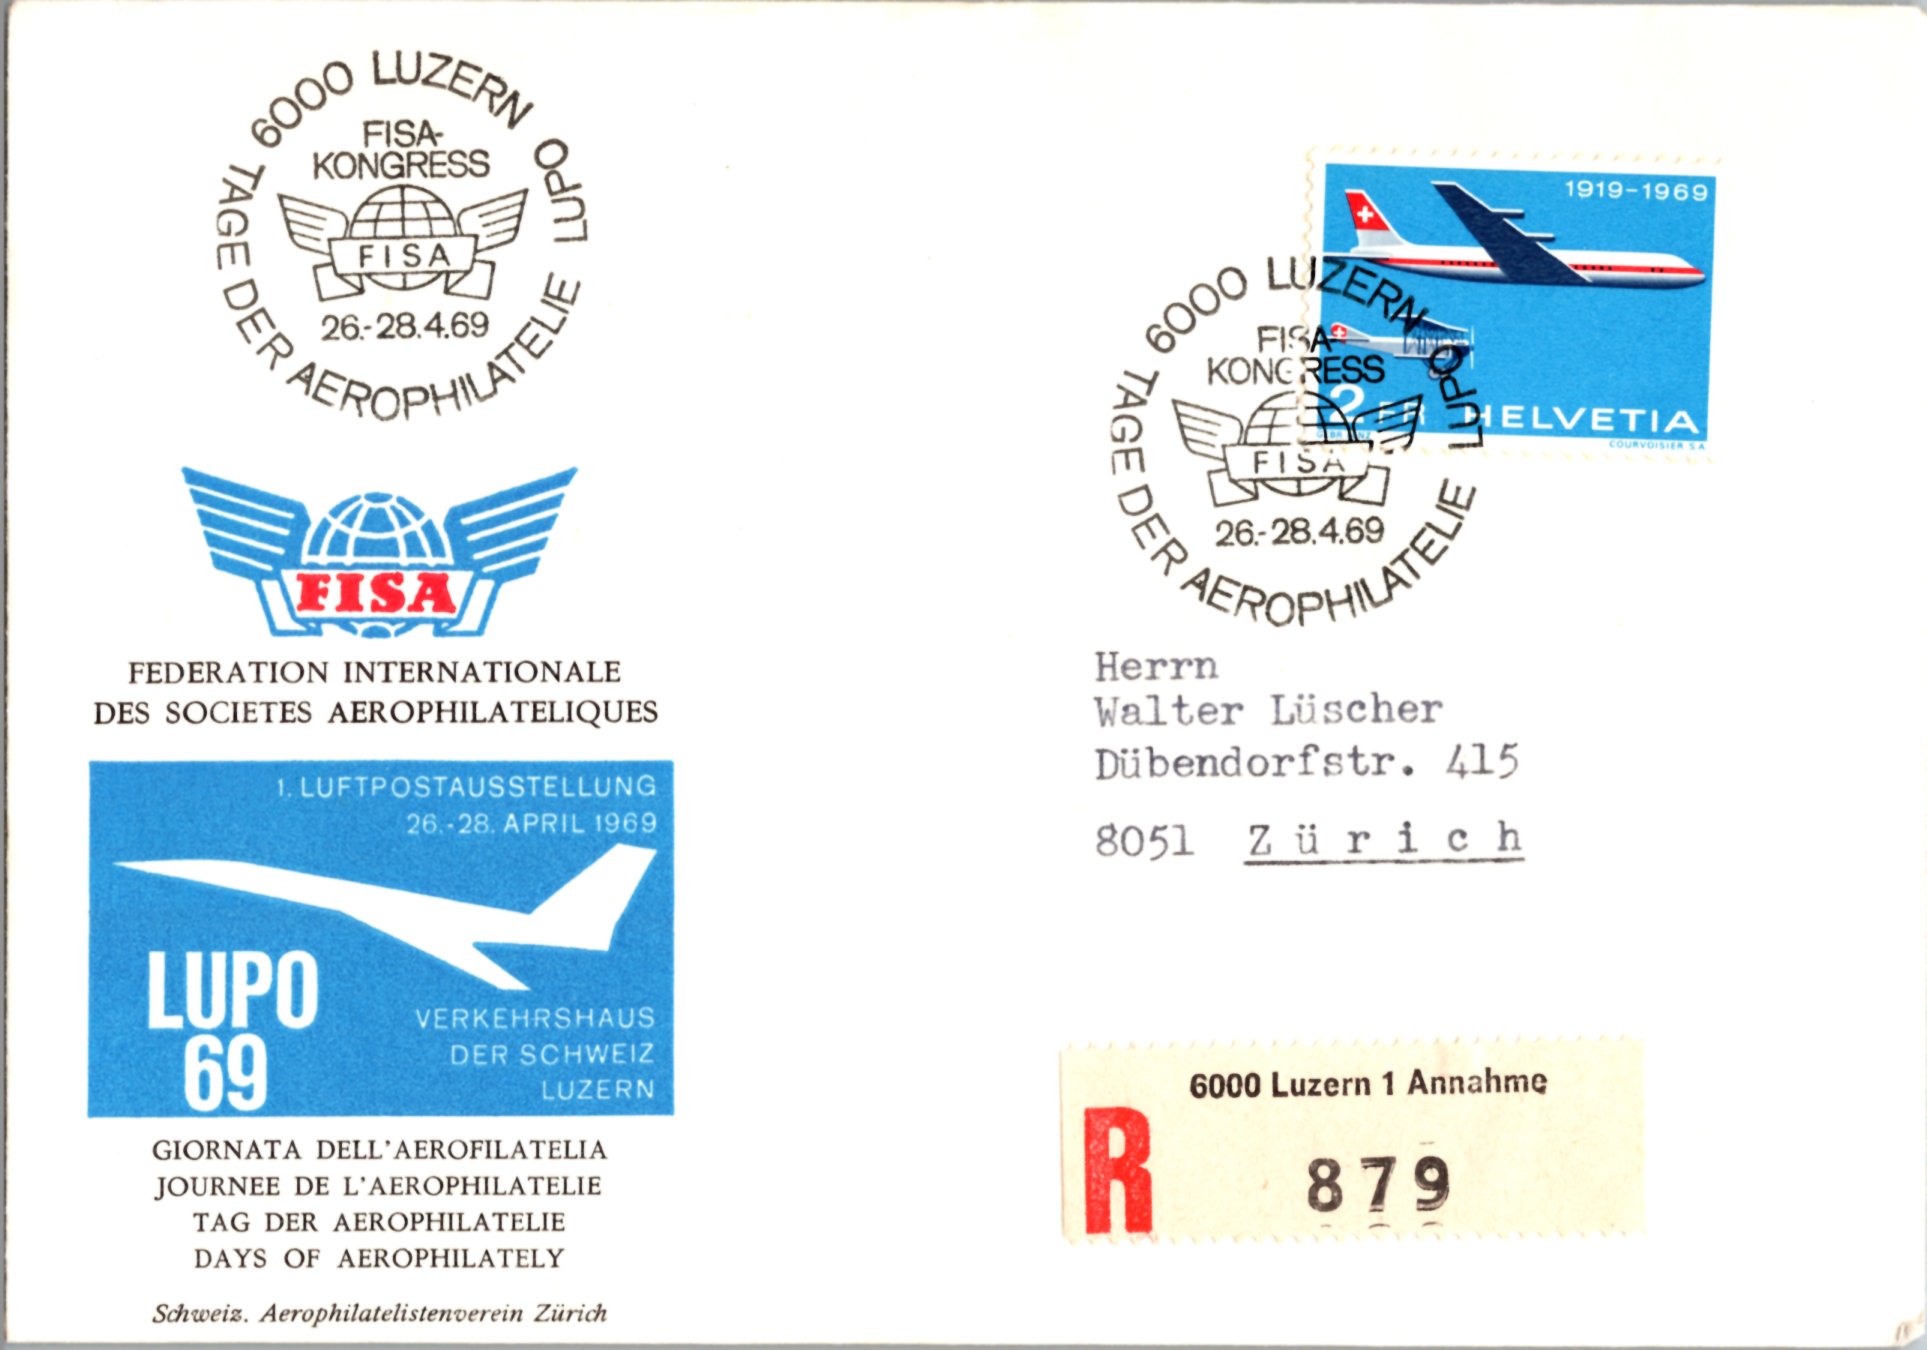 6000 LUZERN LUPO
TAGE DER AEROPHILATELIE
FISA-
KONGRESS
FISA
26.-28.4.69
FISA
FEDERATION INTERNATIONALE
DES SOCIETES AEROPHILATELIQUES
1. LUFTPOSTAUSSTELLUNG
26.-28. APRIL 1969
LUPO
69
VERKEHRSHAUS
DER SCHWEIZ
LUZERN
GIORNATA DELL'AEROFILATELIA
JOURNEE DE L'AEROPHILATELIE
TAG DER AEROPHILATELIE
DAYS OF AEROPHILATELY
Schweiz. Aerophilatelistenverein Zürich
1919-1969
2 FR HELVETIA
COURVOISIER S.A.
6000 LUZERN LUPO
TAGE DER AEROPHILATELIE
FISA-
KONGRESS
FISA
26.-28.4.69
Herrn
Walter Lüscher
Dübendorfstr. 415
8051 Zürich
6000 Luzern 1 Annahme
R
879